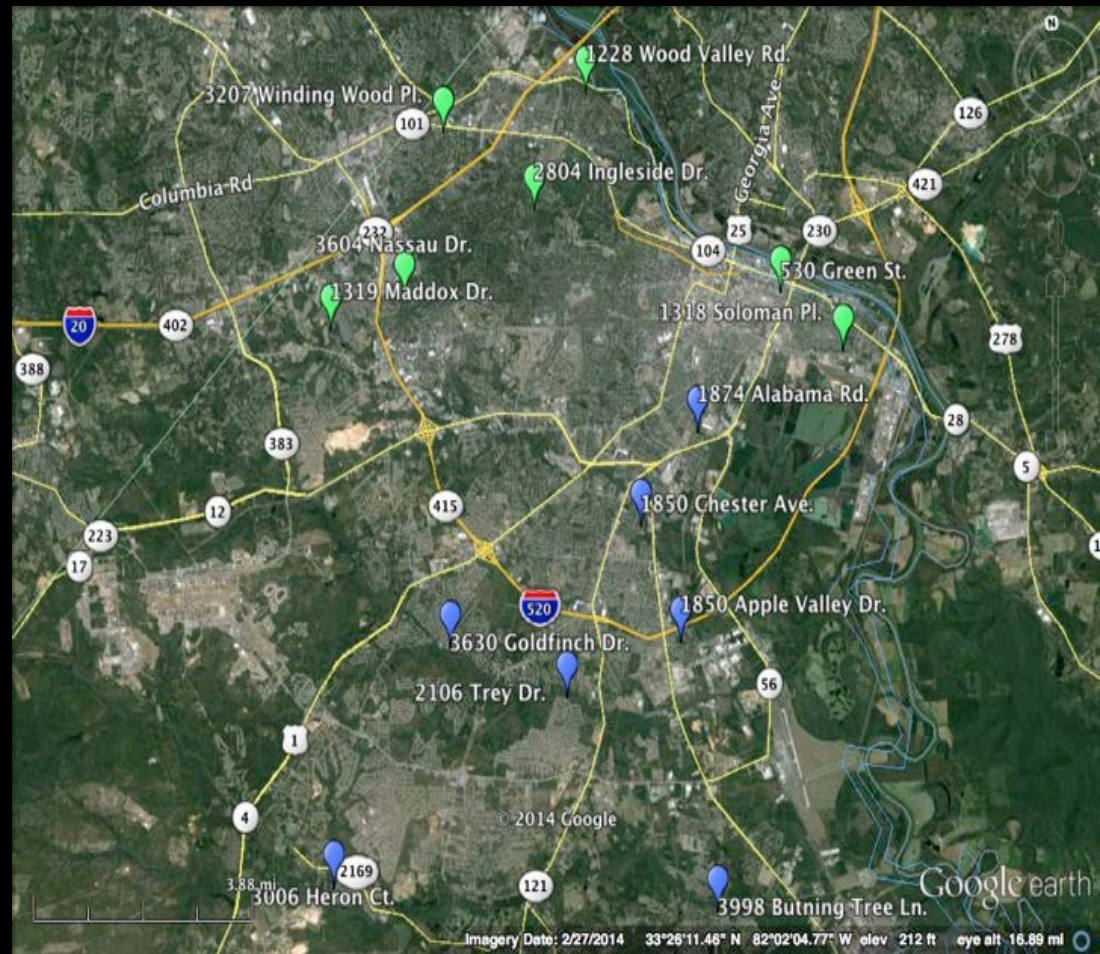 N
1228 Wood Valley Rd.
3207 Winding Wood Pl.
101
126
2804 Ingleside Dr.
Georgia Ave
Columbia Rd
421
25
230
232
3604 Nassau Dr.
104
530 Green St.
1319 Maddox Dr.
1318 Soloman Pl.
20
402
278
388
1874 Alabama Rd.
28
383
5
415
12
1850 Chester Ave.
223
1
17
520
1850 Apple Valley Dr.
3630 Goldfinch Dr.
2106 Trey Dr.
56
1
4
© 2014 Google
2169
3.88 mi
3006 Heron Ct.
121
Google earth
3998 Butning Tree Ln.
Imagery Date: 2/27/2014 33°26'11.46" N 82°02'04.77" W elev 212 ft eye alt 16.89 mi